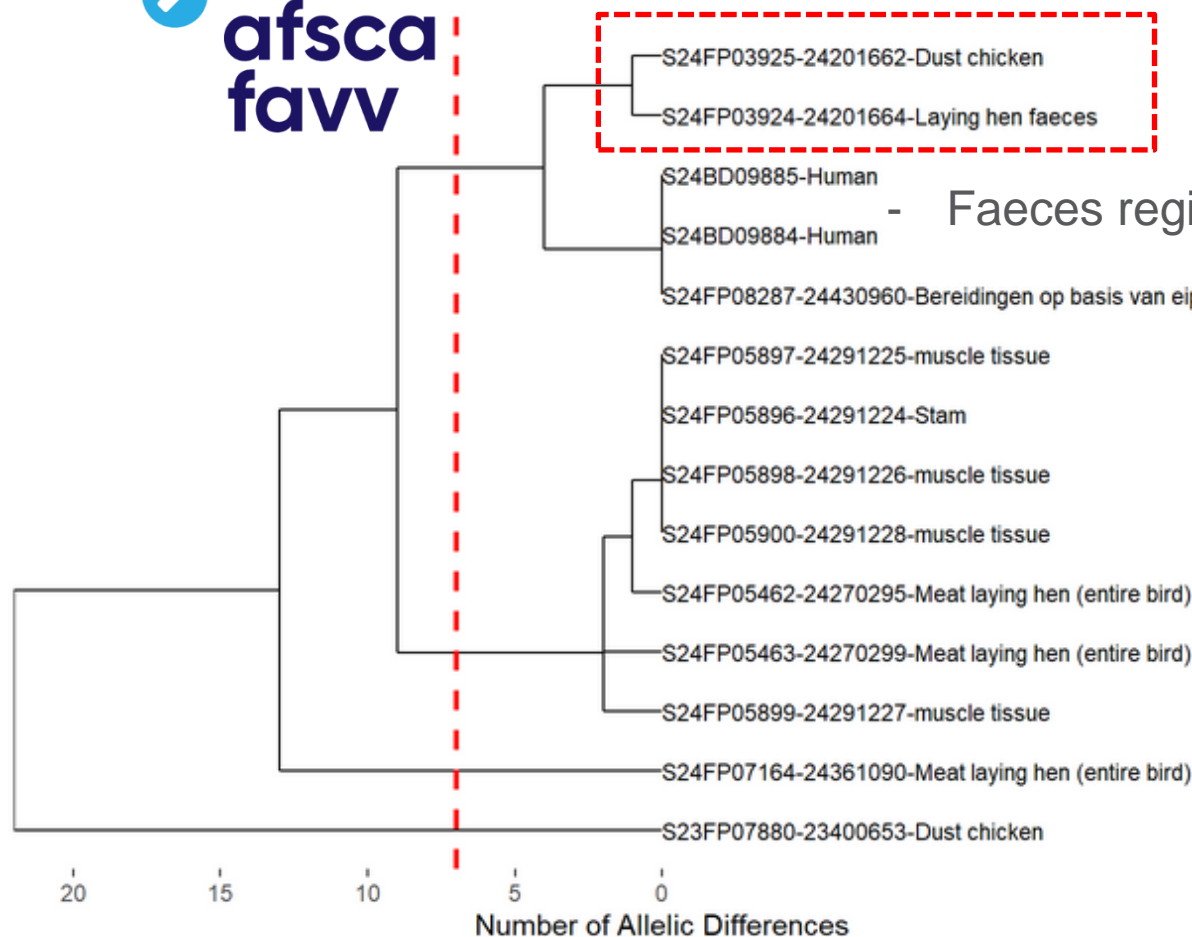 afsca
favv
S24FP03925-24201662-Dust chicken
S24FP03924-24201664-Laying hen faeces
S24BD09885-Human
- Faeces regi
S24BD09884-Human
S24FP08287-24430960-Bereidingen op basis van eip
S24FP05897-24291225-muscle tissue
S24FP05896-24291224-Stam
S24FP05898-24291226-muscle tissue
S24FP05900-24291228-muscle tissue
S24FP05462-24270295-Meat laying hen (entire bird)
S24FP05463-24270299-Meat laying hen (entire bird)
S24FP05899-24291227-muscle tissue
S24FP07164-24361090-Meat laying hen (entire bird)
S23FP07880-23400653-Dust chicken
20 15 10 5 0
Number of Allelic Differences